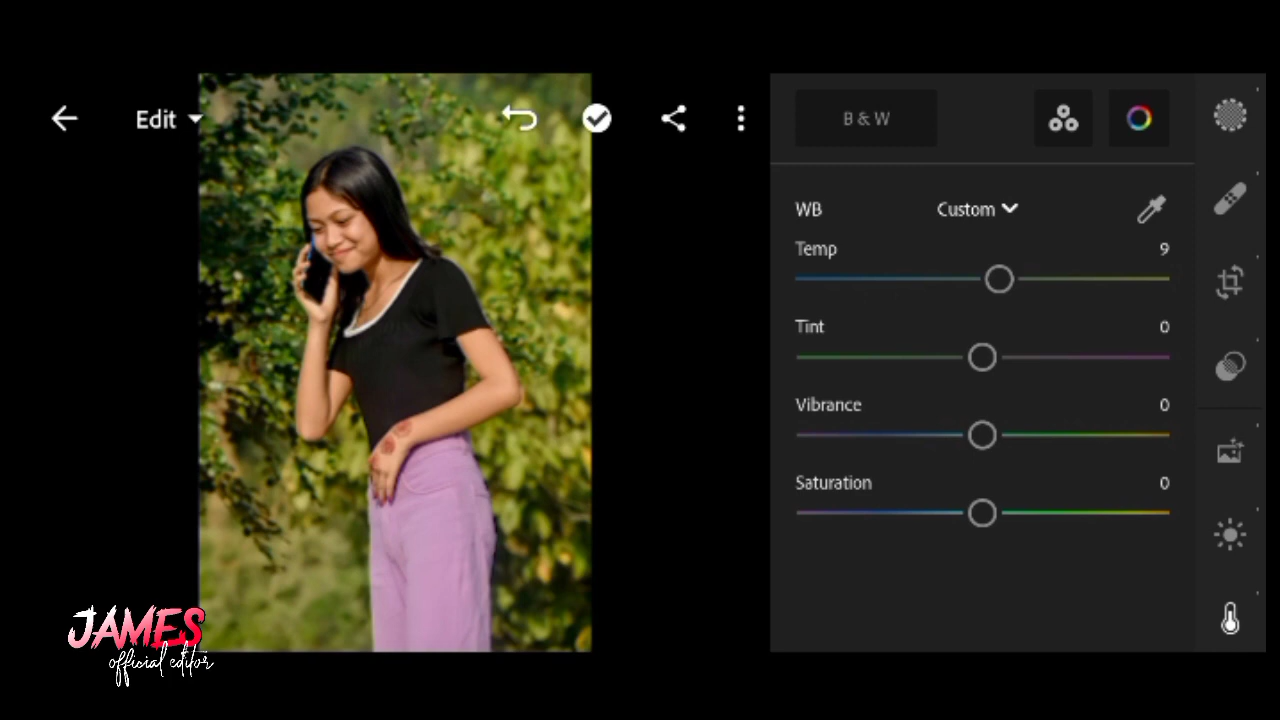 Edit
B & W
WB Custom
Temp 9
Tint 0
Vibrance 0
Saturation 0
JAMES
official editor